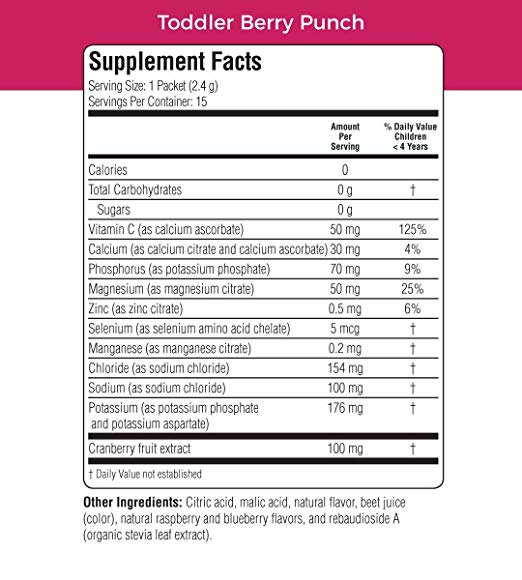 Toddler Berry Punch
Supplement Facts
Serving Size: 1 Packet (2.4 g)
Servings Per Container: 15
Amount Per Serving % Daily Value Children < 4 Years
Calories 0
Total Carbohydrates 0 g †
Sugars 0 g
Vitamin C (as calcium ascorbate) 50 mg 125%
Calcium (as calcium citrate and calcium ascorbate) 30 mg 4%
Phosphorus (as potassium phosphate) 70 mg 9%
Magnesium (as magnesium citrate) 50 mg 25%
Zinc (as zinc citrate) 0.5 mg 6%
Selenium (as selenium amino acid chelate) 5 mcg †
Manganese (as manganese citrate) 0.2 mg †
Chloride (as sodium chloride) 154 mg †
Sodium (as sodium chloride) 100 mg †
Potassium (as potassium phosphate 176 mg †
and potassium aspartate)
Cranberry fruit extract 100 mg †
† Daily Value not established
Other Ingredients: Citric acid, malic acid, natural flavor, beet juice
(color), natural raspberry and blueberry flavors, and rebaudioside A
(organic stevia leaf extract).